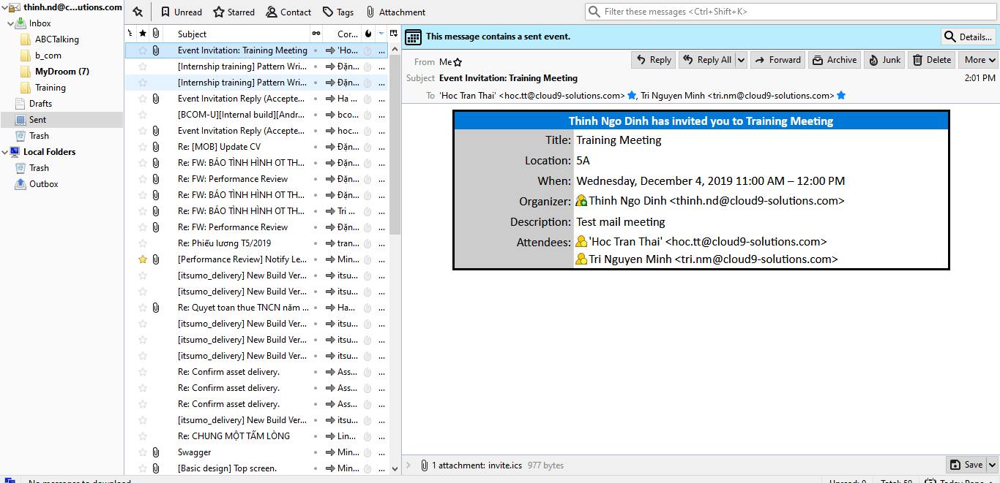 thinh.nd@c...utions.com
Inbox
ABCTalking
b_com
MyDroom (7)
Training
Drafts
Sent
Trash
Local Folders
Trash
Outbox
Unread Starred Contact Tags Attachment
Filter these messages <Ctrl+Shift+K>
Subject Cor...
Event Invitation: Training Meeting 'Ho... ...
[Internship training] Pattern Wri... Đặn... ...
[Internship training] Pattern Wri... Đặn... ...
Event Invitation Reply (Accepte... Ha ... ...
[BCOM-U][Internal build][Andr... bco... ...
Event Invitation Reply (Accepte... hoc... ...
Re: [MOB] Update CV Đặn... ...
Re: FW: BÁO TÌNH HÌNH OT TH... Đặn... ...
Re: FW: Performance Review Đặn... ...
Re: FW: BÁO TÌNH HÌNH OT TH... Đặn... ...
Re: FW: BÁO TÌNH HÌNH OT TH... Tri ... ...
Re: FW: Performance Review Đặn... ...
Re: Phiếu lương T5/2019 tran... ...
[Performance Review] Notify Le... Min... ...
[itsumo_delivery] New Build Ver... itsu... ...
[itsumo_delivery] New Build Ver... itsu... ...
Re: Quyet toan thue TNCN năm ... Ha... ...
[itsumo_delivery] New Build Ver... itsu... ...
[itsumo_delivery] New Build Ver... itsu... ...
[itsumo_delivery] New Build Ver... itsu... ...
Re: Confirm asset delivery. Ass... ...
Re: Confirm asset delivery. Ass... ...
Re: Confirm asset delivery. Ass... ...
[itsumo_delivery] New Build Ver... itsu... ...
Re: CHUNG MỘT TẤM LÒNG Lin... ...
Swagger Min... ...
[Basic design] Top screen. Min... ...
This message contains a sent event. Details...
From Me Reply Reply All Forward Archive Junk Delete More
Subject Event Invitation: Training Meeting 2:01 PM
To 'Hoc Tran Thai' <hoc.tt@cloud9-solutions.com>, Tri Nguyen Minh <tri.nm@cloud9-solutions.com>
Thinh Ngo Dinh has invited you to Training Meeting
Title: Training Meeting
Location: 5A
When: Wednesday, December 4, 2019 11:00 AM – 12:00 PM
Organizer: Thinh Ngo Dinh <thinh.nd@cloud9-solutions.com>
Description: Test mail meeting
Attendees: 'Hoc Tran Thai' <hoc.tt@cloud9-solutions.com>
Tri Nguyen Minh <tri.nm@cloud9-solutions.com>
1 attachment: invite.ics 977 bytes Save
No messages to download Unread: 0 Total: 50 Today Pane